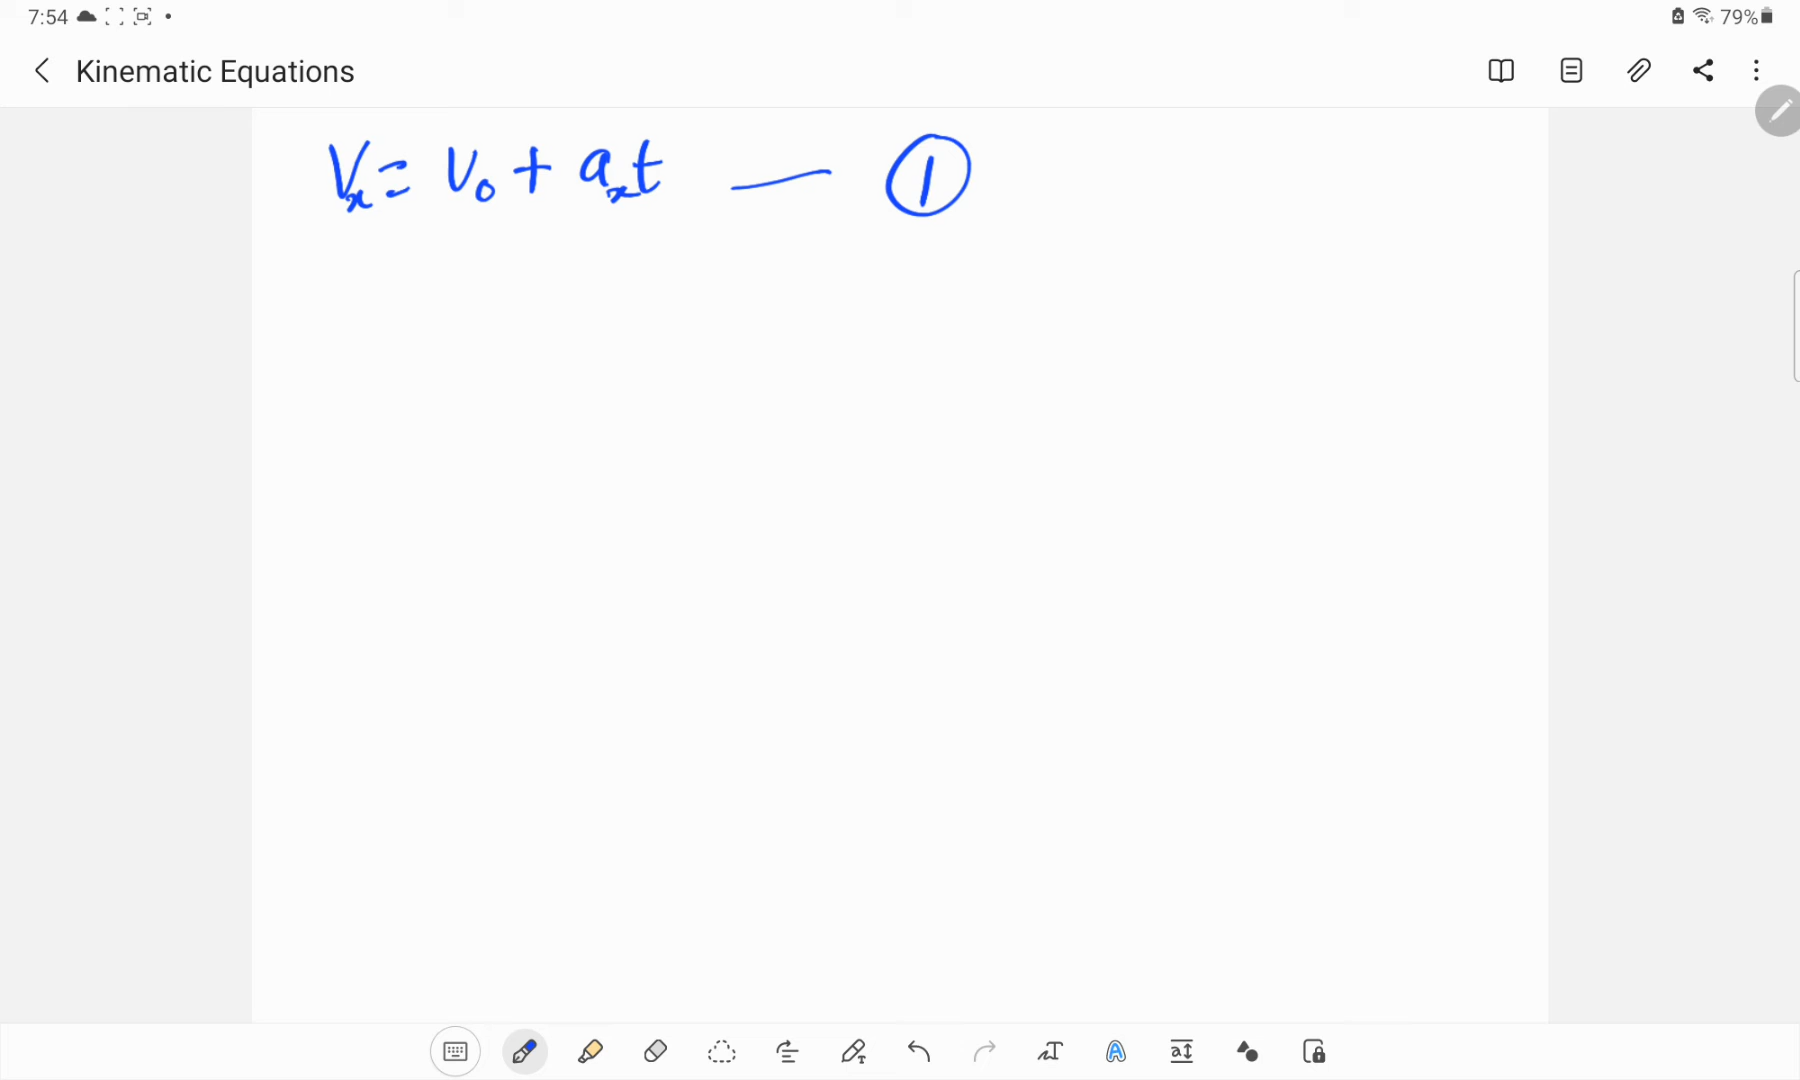 7:54 79%
Kinematic Equations
Vx = v0 + axt — ①